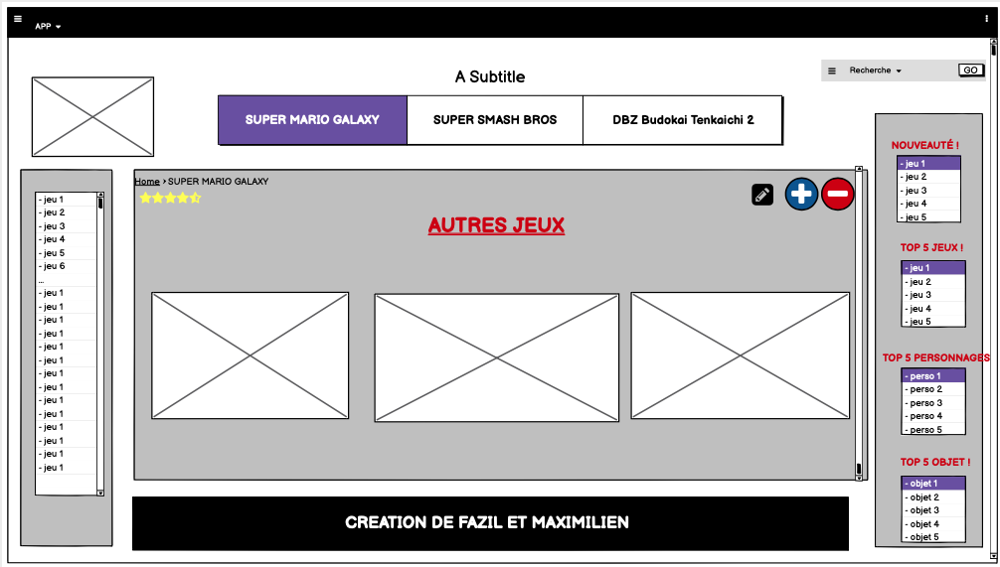 APP
A Subtitle
Recherche
GO
SUPER MARIO GALAXY
SUPER SMASH BROS
DBZ Budokai Tenkaichi 2
- jeu 1
- jeu 2
- jeu 3
- jeu 4
- jeu 5
- jeu 6
...
- jeu 1
- jeu 1
- jeu 1
- jeu 1
- jeu 1
- jeu 1
- jeu 1
- jeu 1
- jeu 1
- jeu 1
- jeu 1
- jeu 1
- jeu 1
- jeu 1
Home › SUPER MARIO GALAXY
AUTRES JEUX
NOUVEAUTÉ !
- jeu 1
- jeu 2
- jeu 3
- jeu 4
- jeu 5
TOP 5 JEUX !
- jeu 1
- jeu 2
- jeu 3
- jeu 4
- jeu 5
TOP 5 PERSONNAGES
- perso 1
- perso 2
- perso 3
- perso 4
- perso 5
TOP 5 OBJET !
- objet 1
- objet 2
- objet 3
- objet 4
- objet 5
CREATION DE FAZIL ET MAXIMILIEN